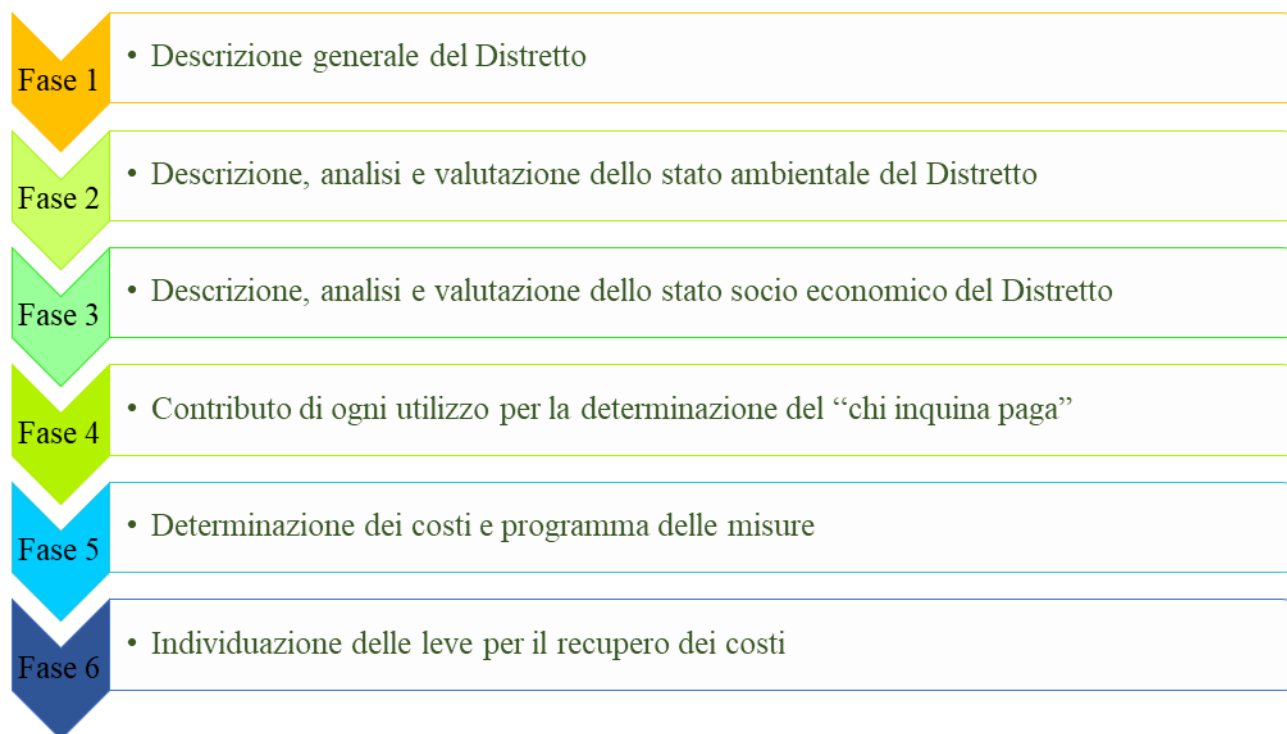 Fase 1
• Descrizione generale del Distretto
Fase 2
• Descrizione, analisi e valutazione dello stato ambientale del Distretto
Fase 3
• Descrizione, analisi e valutazione dello stato socio economico del Distretto
Fase 4
• Contributo di ogni utilizzo per la determinazione del “chi inquina paga”
Fase 5
• Determinazione dei costi e programma delle misure
Fase 6
• Individuazione delle leve per il recupero dei costi